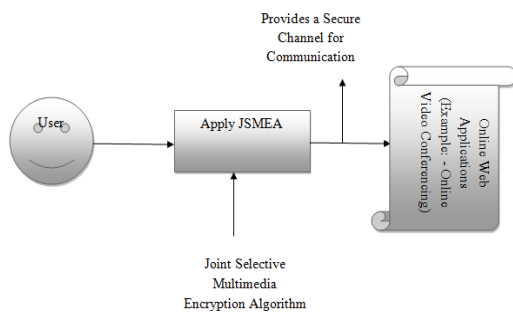 Provides a Secure
Channel for
Communication
User
Apply JSMEA
Online Web
Applications
(Example: - Online
Video Conferencing)
Joint Selective
Multimedia
Encryption Algorithm